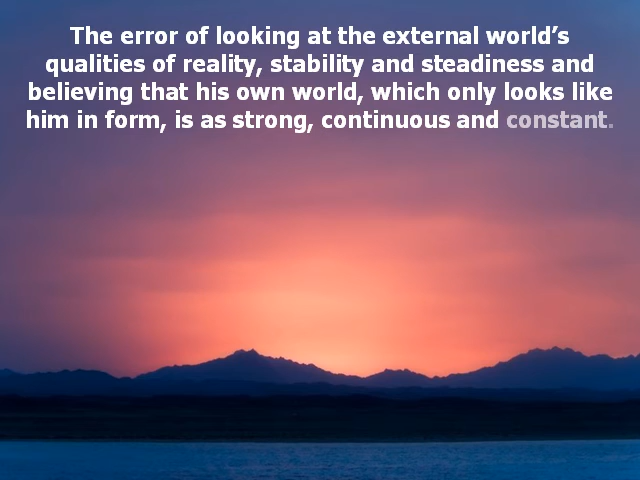 The error of looking at the external world’s
qualities of reality, stability and steadiness and
believing that his own world, which only looks like
him in form, is as strong, continuous and constant.